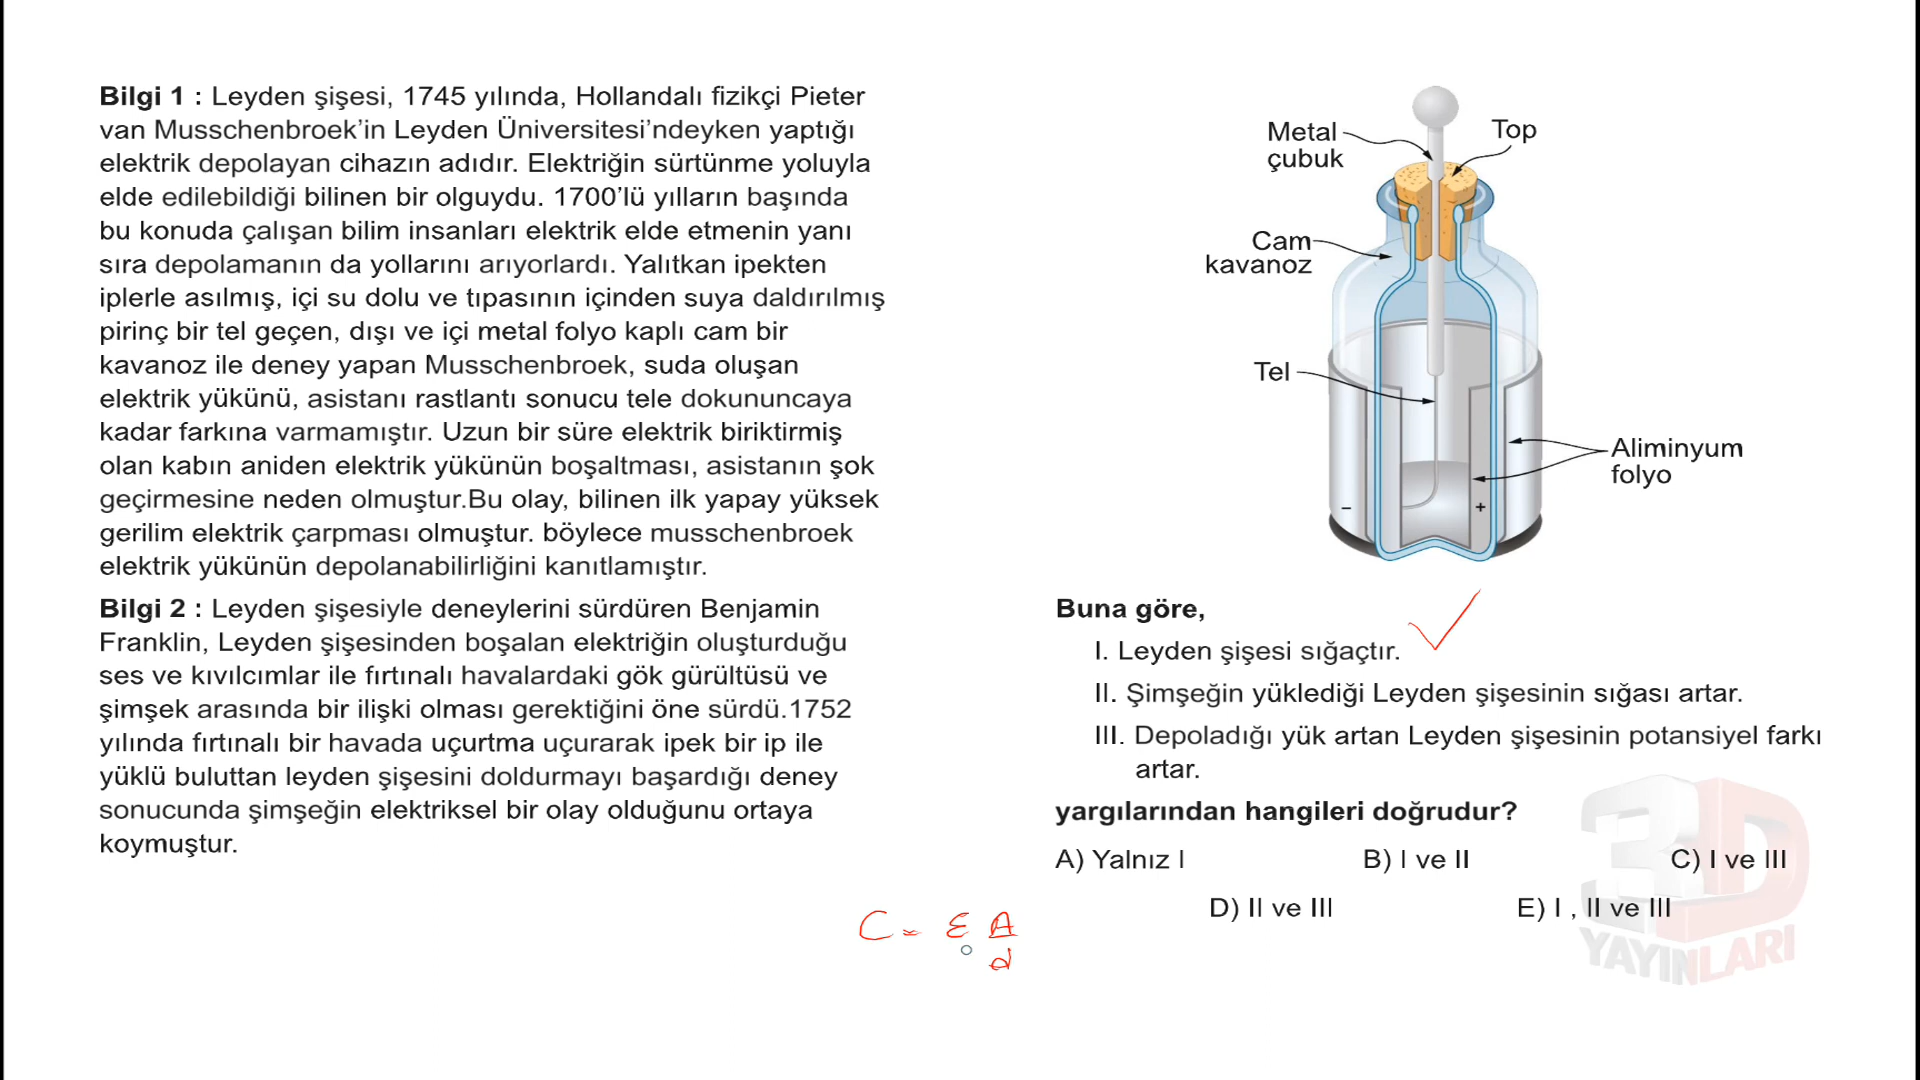 Bilgi 1 : Leyden şişesi, 1745 yılında, Hollandalı fizikçi Pieter
van Musschenbroek’in Leyden Üniversitesi’ndeyken yaptığı
elektrik depolayan cihazın adıdır. Elektriğin sürtünme yoluyla
elde edilebildiği bilinen bir olguydu. 1700’lü yılların başında
bu konuda çalışan bilim insanları elektrik elde etmenin yanı
sıra depolamanın da yollarını arıyorlardı. Yalıtkan ipekten
iplerle asılmış, içi su dolu ve tıpasının içinden suya daldırılmış
pirinç bir tel geçen, dışı ve içi metal folyo kaplı cam bir
kavanoz ile deney yapan Musschenbroek, suda oluşan
elektrik yükünü, asistanı rastlantı sonucu tele dokununcaya
kadar farkına varmamıştır. Uzun bir süre elektrik biriktirmiş
olan kabın aniden elektrik yükünün boşaltması, asistanın şok
geçirmesine neden olmuştur.Bu olay, bilinen ilk yapay yüksek
gerilim elektrik çarpması olmuştur. böylece musschenbroek
elektrik yükünün depolanabilirliğini kanıtlamıştır.
Bilgi 2 : Leyden şişesiyle deneylerini sürdüren Benjamin
Franklin, Leyden şişesinden boşalan elektriğin oluşturduğu
ses ve kıvılcımlar ile fırtınalı havalardaki gök gürültüsü ve
şimşek arasında bir ilişki olması gerektiğini öne sürdü.1752
yılında fırtınalı bir havada uçurtma uçurarak ipek bir ip ile
yüklü buluttan leyden şişesini doldurmayı başardığı deney
sonucunda şimşeğin elektriksel bir olay olduğunu ortaya
koymuştur.
Metal
çubuk
Top
Cam
kavanoz
Tel
Aliminyum
folyo
– +
Buna göre,
I. Leyden şişesi sığaçtır.
II. Şimşeğin yüklediği Leyden şişesinin sığası artar.
III. Depoladığı yük artan Leyden şişesinin potansiyel farkı
artar.
yargılarından hangileri doğrudur?
A) Yalnız I B) I ve II C) I ve III
D) II ve III E) I , II ve III
C = ε A
d
3D
YAYINLARI